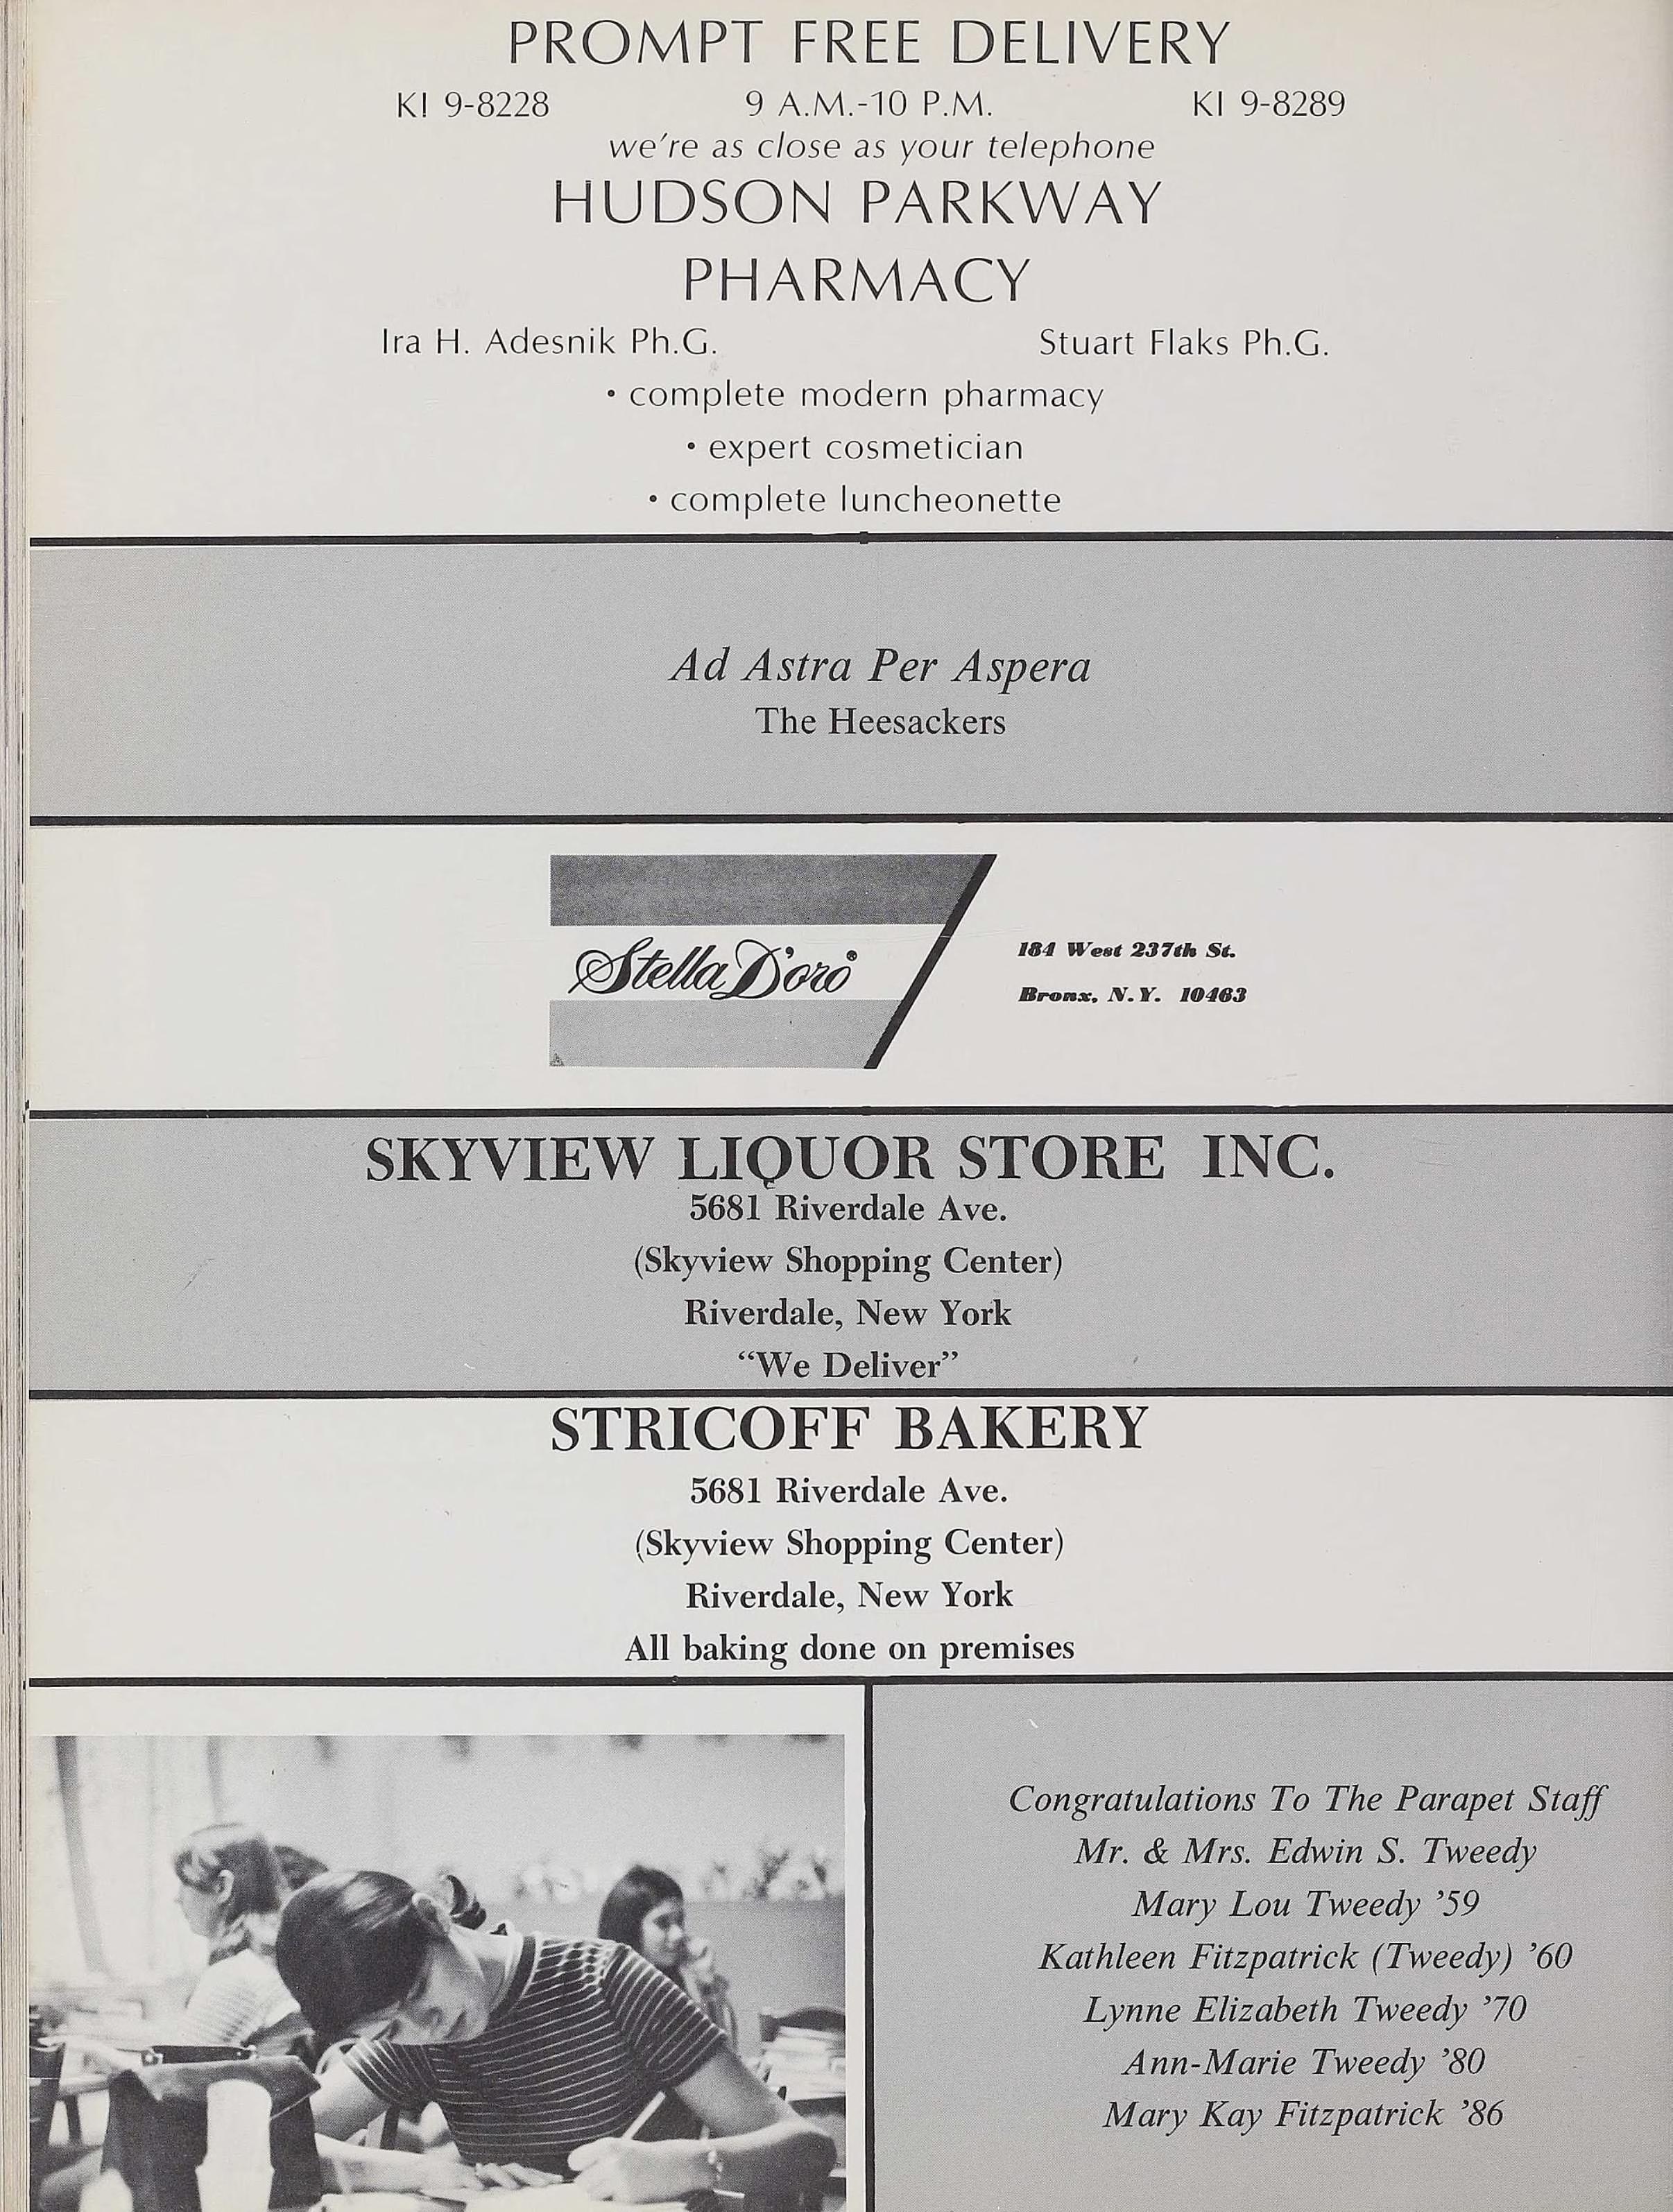 PROMPT FREE DELIVERY
KI 9-8228 9 A.M.-10 P.M. KI 9-8289
we're as close as your telephone
HUDSON PARKWAY
PHARMACY
Ira H. Adesnik Ph.G. Stuart Flaks Ph.G.
• complete modern pharmacy
• expert cosmetician
• complete luncheonette
Ad Astra Per Aspera
The Heesackers
Stella D'oro®
184 West 237th St.
Bronx, N.Y. 10463
SKYVIEW LIQUOR STORE INC.
5681 Riverdale Ave.
(Skyview Shopping Center)
Riverdale, New York
“We Deliver”
STRICOFF BAKERY
5681 Riverdale Ave.
(Skyview Shopping Center)
Riverdale, New York
All baking done on premises
Congratulations To The Parapet Staff
Mr. & Mrs. Edwin S. Tweedy
Mary Lou Tweedy ’59
Kathleen Fitzpatrick (Tweedy) ’60
Lynne Elizabeth Tweedy ’70
Ann-Marie Tweedy ’80
Mary Kay Fitzpatrick ’86